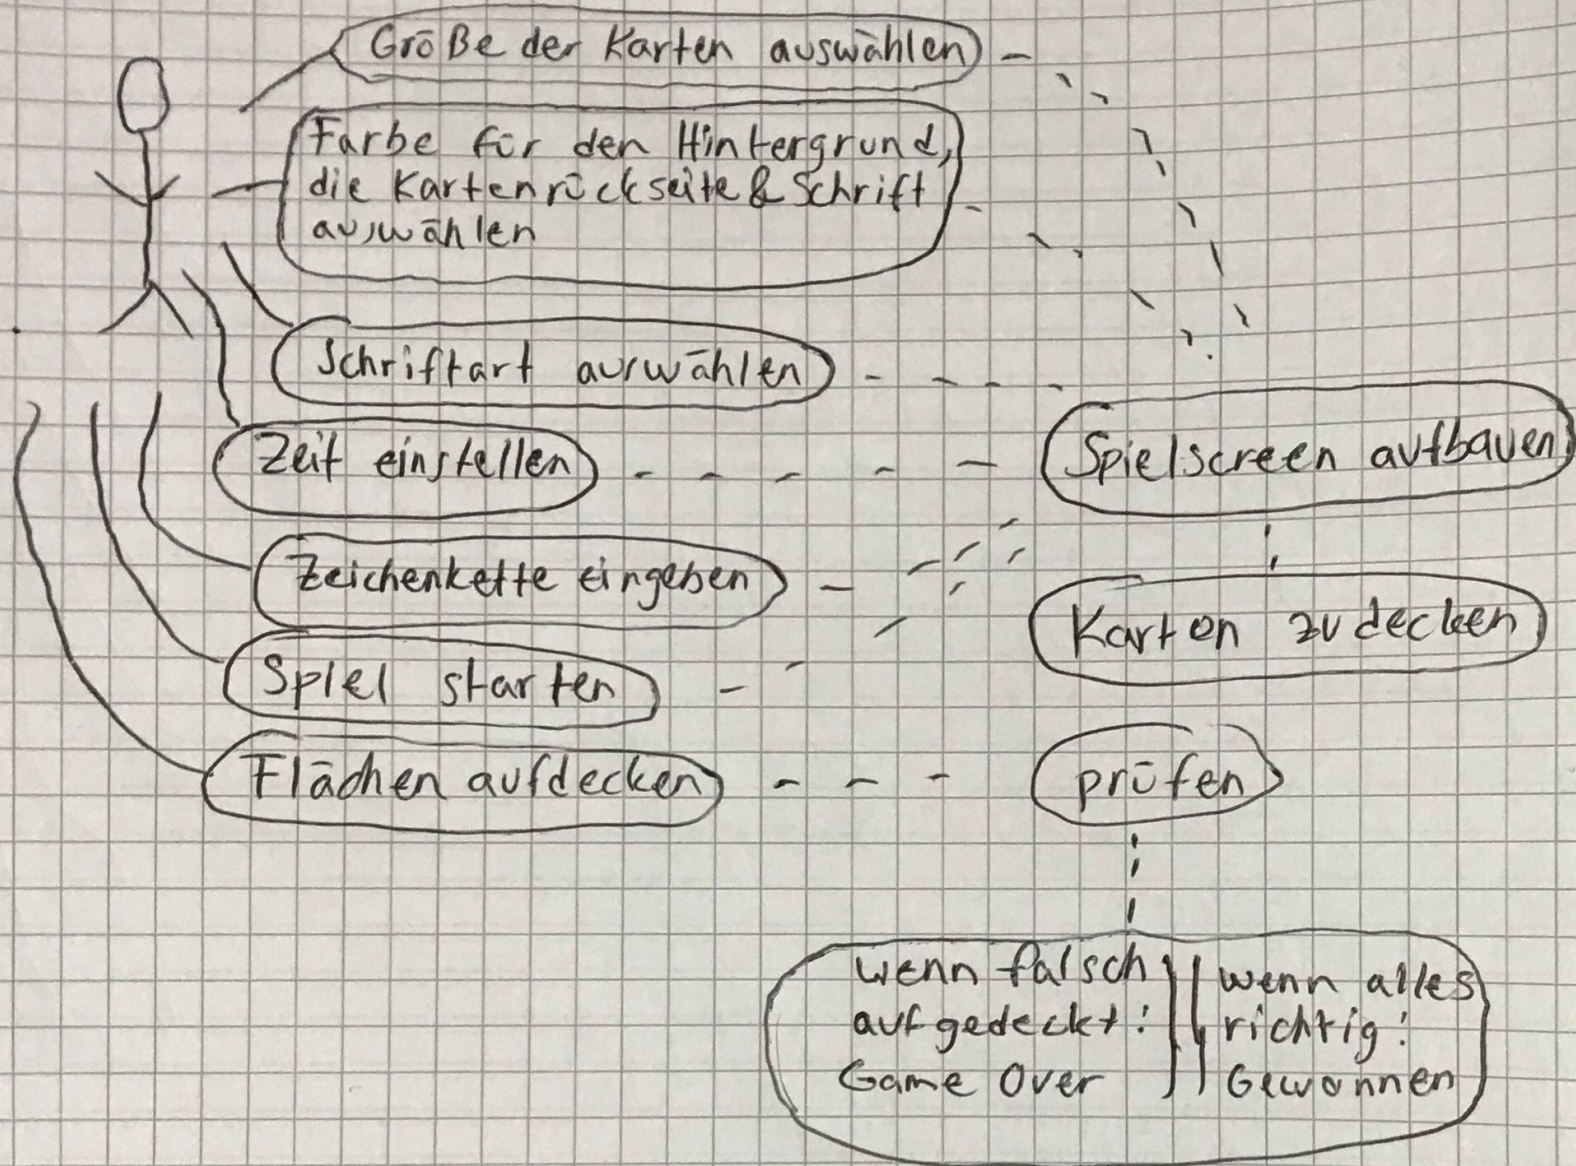 Größe der Karten auswählen
Farbe für den Hintergrund,
die Kartenrückseite & Schrift
auswählen
Schriftart auswählen
Zeit einstellen
Spielscreen aufbauen
Zeichenkette eingeben
Karten zudecken
Spiel starten
Flächen aufdecken
prüfen
wenn falsch || wenn alles
aufgedeckt: || richtig:
Game Over || Gewonnen